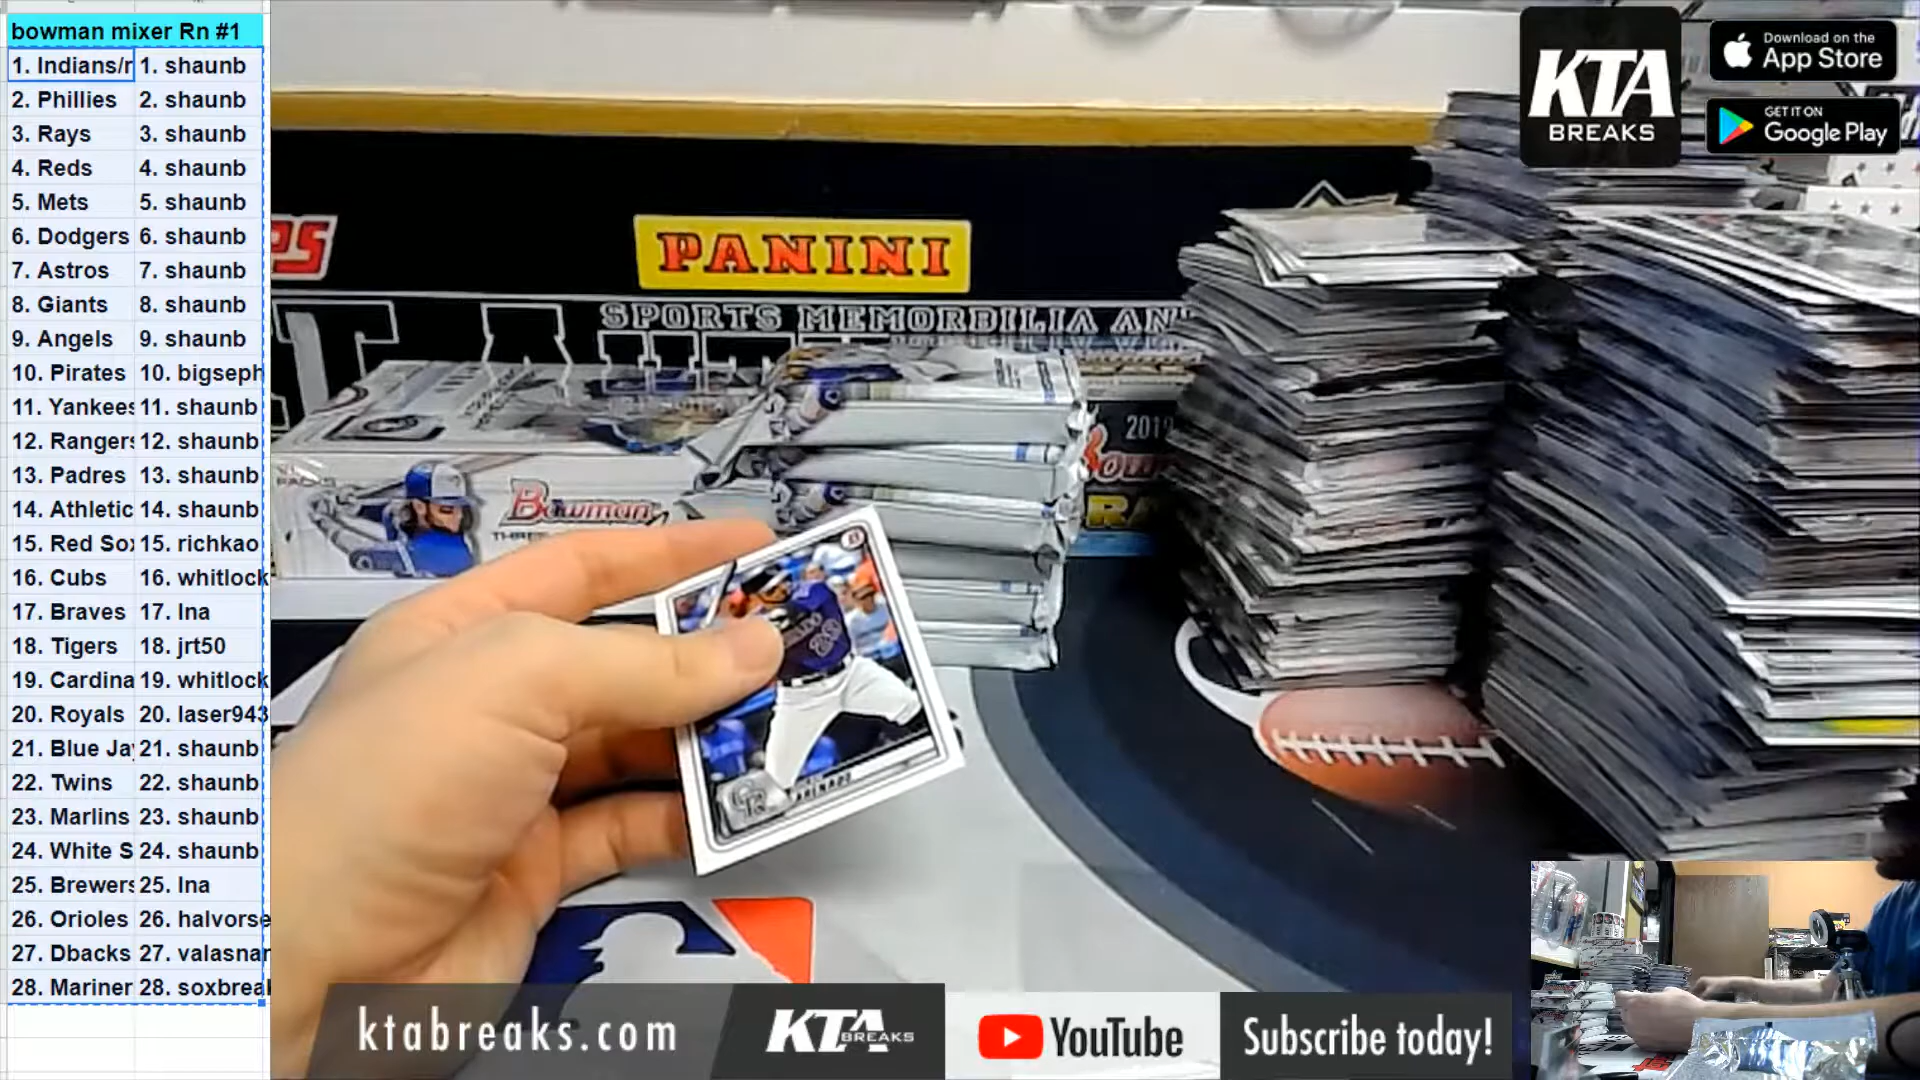 bowman mixer Rn #1
1. Indians/r 1. shaunb
2. Phillies 2. shaunb
3. Rays 3. shaunb
4. Reds 4. shaunb
5. Mets 5. shaunb
6. Dodgers 6. shaunb
7. Astros 7. shaunb
8. Giants 8. shaunb
9. Angels 9. shaunb
10. Pirates 10. bigseph
11. Yankees 11. shaunb
12. Rangers 12. shaunb
13. Padres 13. shaunb
14. Athletic 14. shaunb
15. Red Sox 15. richkao
16. Cubs 16. whitlock
17. Braves 17. lna
18. Tigers 18. jrt50
19. Cardina 19. whitlock
20. Royals 20. laser943
21. Blue Jay 21. shaunb
22. Twins 22. shaunb
23. Marlins 23. shaunb
24. White S 24. shaunb
25. Brewers 25. lna
26. Orioles 26. halvorse
27. Dbacks 27. valasnar
28. Mariner 28. soxbreak
KTA
BREAKS
Download on the
App Store
GET IT ON
Google Play
PS
PANINI
SPORTS MEMORBILIA AN
2019
Bowman
ARENADO
ktabreaks.com
KTA BREAKS
YouTube
Subscribe today!